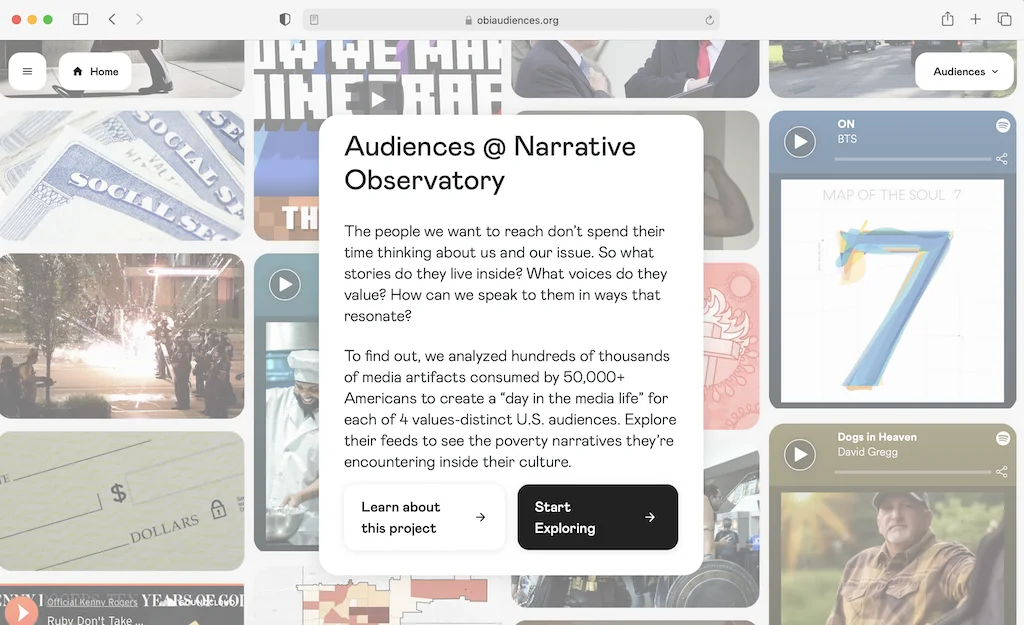 obiaudiences.org
Home
Audiences
SOCIAL SEC
SOCIAL SEC
ON
BTS
MAP OF THE SOUL 7
7
Audiences @ Narrative
Observatory
The people we want to reach don’t spend their
time thinking about us and our issue. So what
stories do they live inside? What voices do they
value? How can we speak to them in ways that
resonate?
To find out, we analyzed hundreds of thousands
of media artifacts consumed by 50,000+
Americans to create a “day in the media life” for
each of 4 values-distinct U.S. audiences. Explore
their feeds to see the poverty narratives they’re
encountering inside their culture.
Learn about
this project
Start
Exploring
$
DOLLARS
Dogs in Heaven
David Gregg
Official Kenny Rogers
YEARS OF GOL
Ruby Don't Take ...